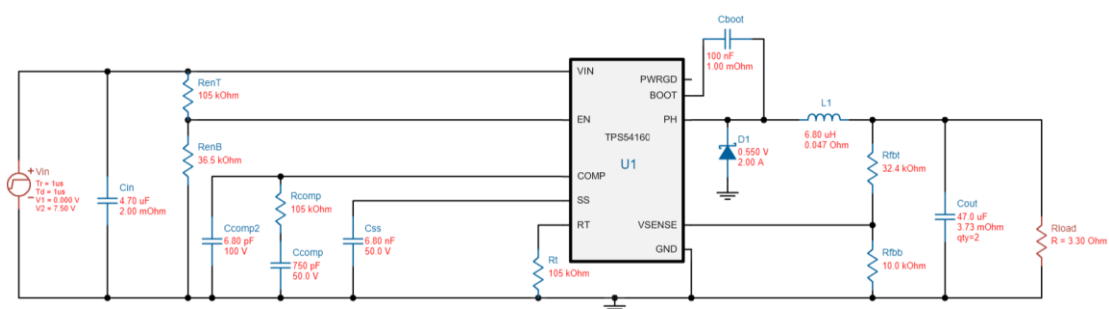 Cboot
100 nF
1.00 mOhm
VIN
PWRGD
BOOT
EN
PH
TPS54160
U1
COMP
SS
RT
VSENSE
GND
RenT
105 kOhm
RenB
36.5 kOhm
L1
6.80 uH
0.047 Ohm
D1
0.550 V
2.00 A
Rfbt
32.4 kOhm
Vin
Tr = 1us
Td = 1us
V1 = 0.000 V
V2 = 7.50 V
Cin
4.70 uF
2.00 mOhm
Rcomp
105 kOhm
Ccomp2
6.80 pF
100 V
Ccomp
750 pF
50.0 V
Css
6.80 nF
50.0 V
Rt
105 kOhm
Rfbb
10.0 kOhm
Cout
47.0 uF
3.73 mOhm
qty=2
Rload
R = 3.30 Ohm